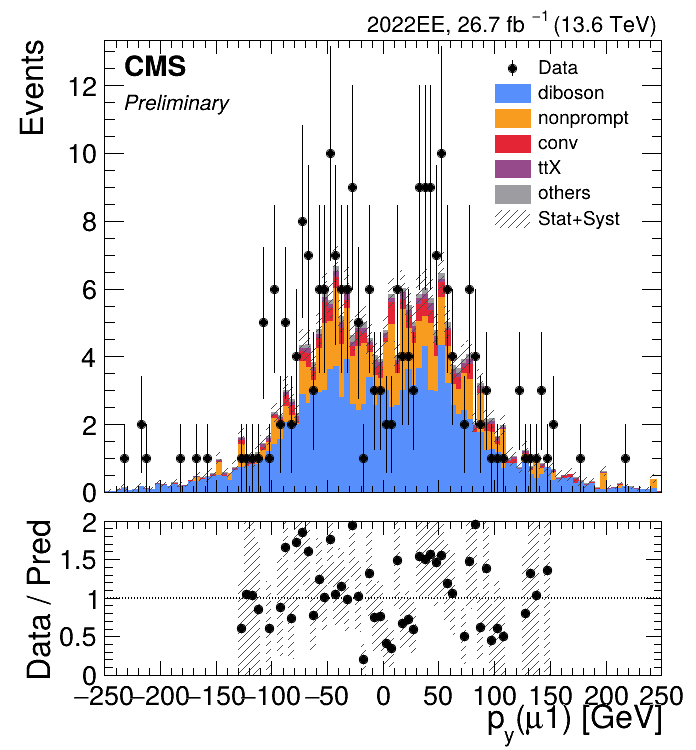 2022EE, 26.7 fb⁻¹ (13.6 TeV)
CMS
Preliminary
Events
12
10
8
6
4
2
0
Data
diboson
nonprompt
conv
ttX
others
Stat+Syst
Data / Pred
2
1.5
1
0.5
0
−250 −200 −150 −100 −50 0 50 100 150 200 250
p_y(μ1) [GeV]